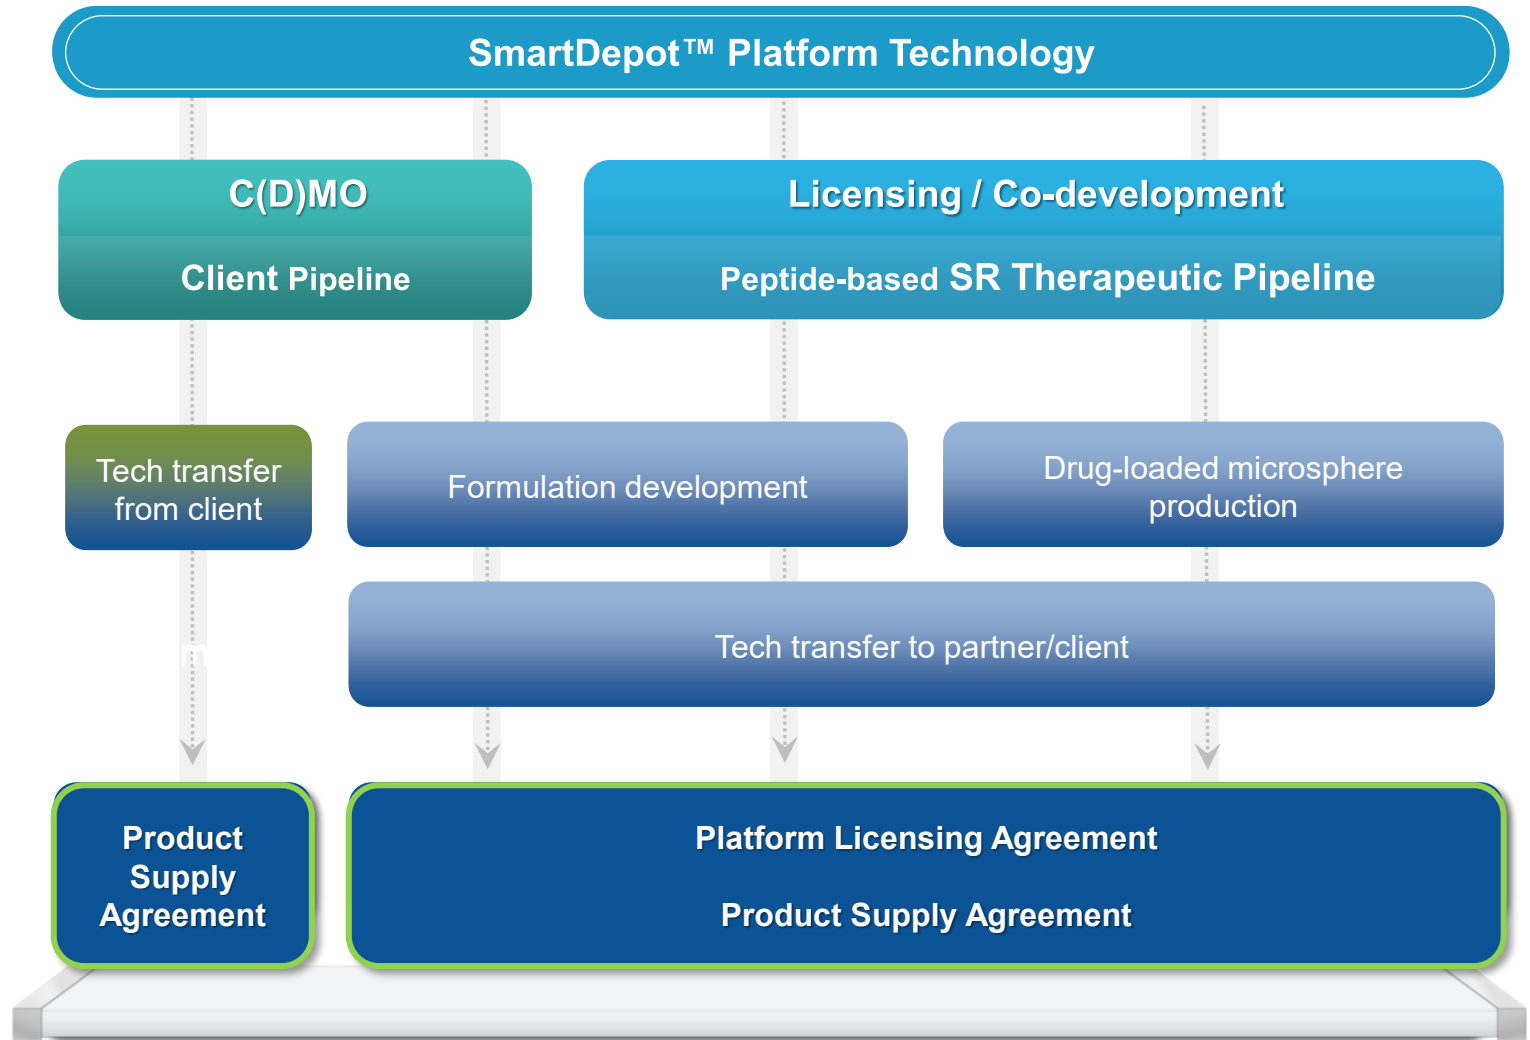 SmartDepot™ Platform Technology
C(D)MO
Client Pipeline
Licensing / Co-development
Peptide-based SR Therapeutic Pipeline
Tech transfer
from client
Formulation development
Drug-loaded microsphere
production
m
Tech transfer to partner/client
Product
Supply
Agreement
Platform Licensing Agreement
Product Supply Agreement